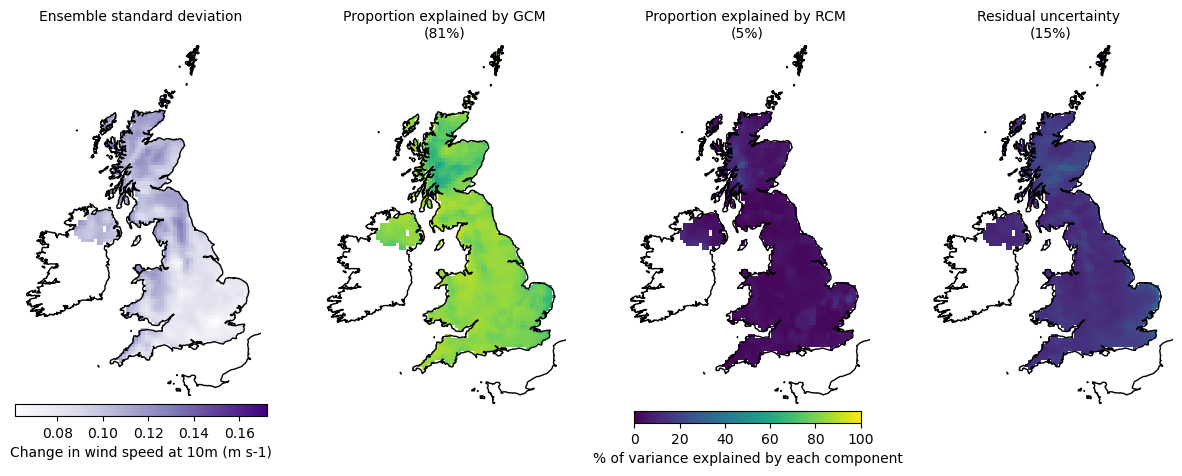 Ensemble standard deviation
Proportion explained by GCM
(81%)
Proportion explained by RCM
(5%)
Residual uncertainty
(15%)
0.08 0.10 0.12 0.14 0.16
Change in wind speed at 10m (m s-1)
0 20 40 60 80 100
% of variance explained by each component